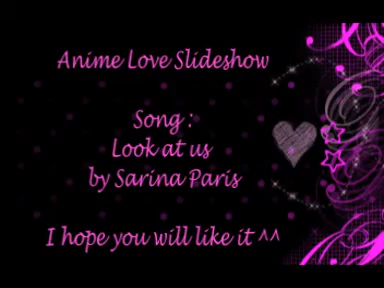 Anime Love Slideshow
Song :
Look at us
by Sarina Paris
I hope you will like it ^^